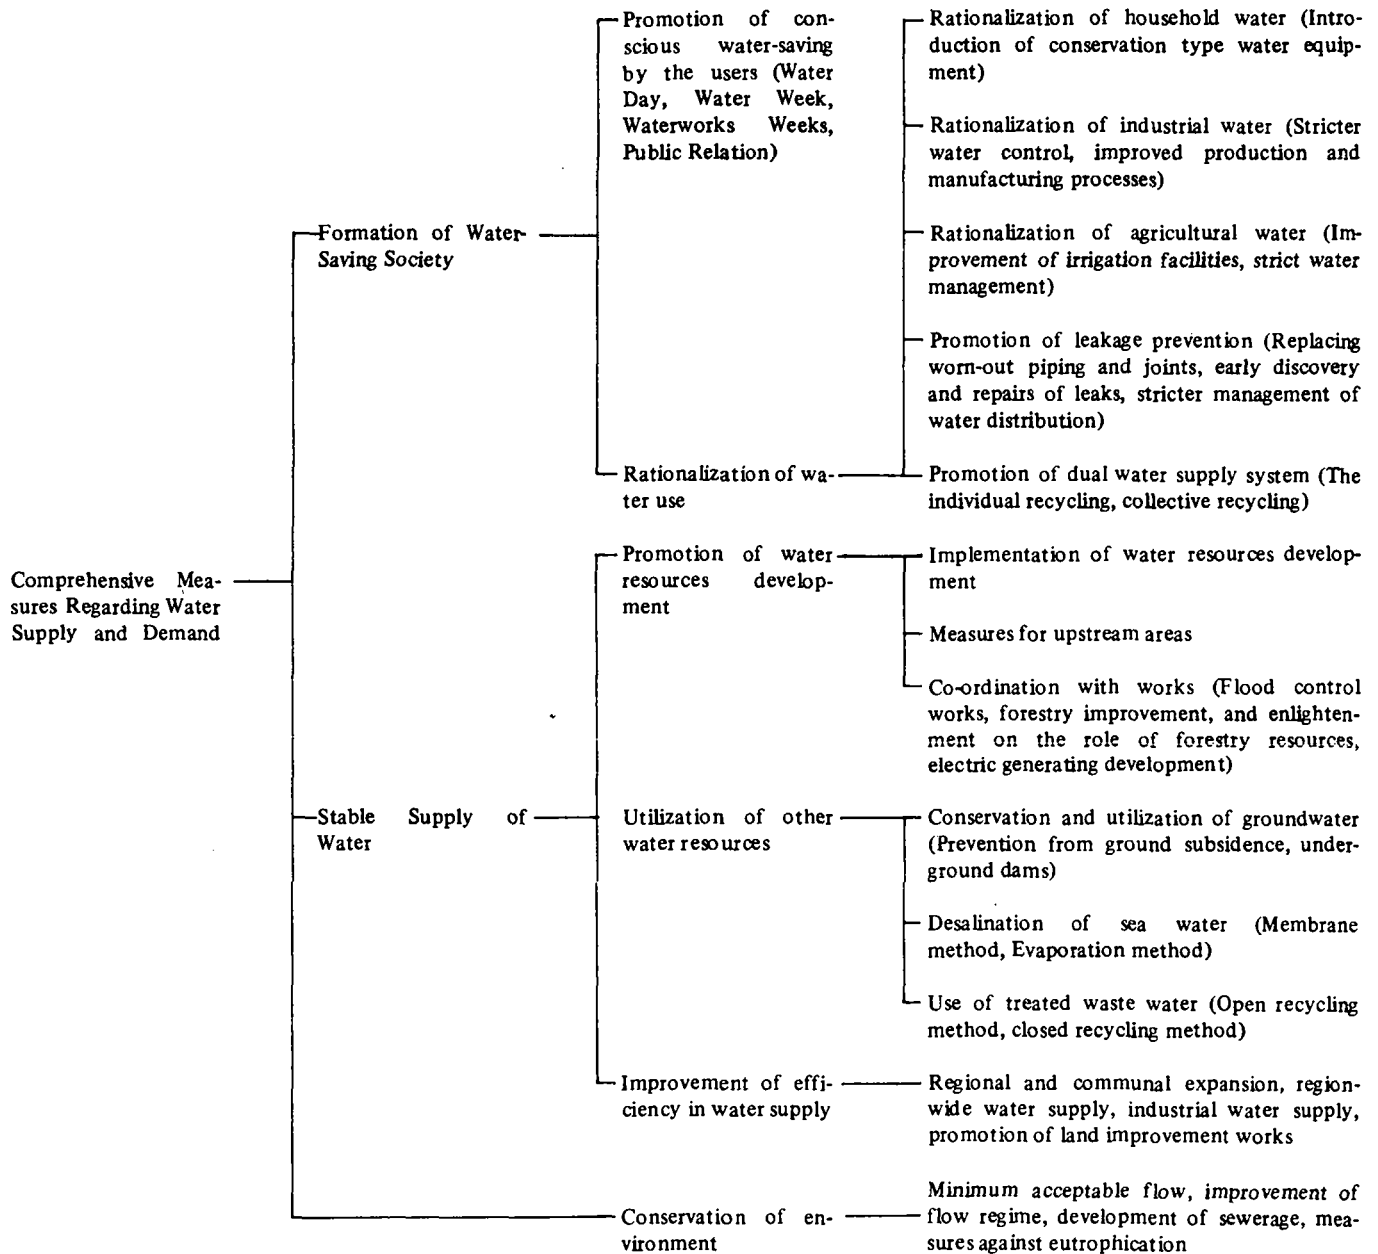 Promotion of con-
scious water-saving
by the users (Water
Day, Water Week,
Waterworks Weeks,
Public Relation)
Rationalization of household water (Intro-
duction of conservation type water equip-
ment)
Rationalization of industrial water (Stricter
water control, improved production and
manufacturing processes)
Formation of Water-
Saving Society
Rationalization of agricultural water (Im-
provement of irrigation facilities, strict water
management)
Promotion of leakage prevention (Replacing
worn-out piping and joints, early discovery
and repairs of leaks, stricter management of
water distribution)
Rationalization of wa-
ter use
Promotion of dual water supply system (The
individual recycling, collective recycling)
Comprehensive Mea-
sures Regarding Water
Supply and Demand
Promotion of water
resources develop-
ment
Implementation of water resources develop-
ment
Measures for upstream areas
Co-ordination with works (Flood control
works, forestry improvement, and enlighten-
ment on the role of forestry resources,
electric generating development)
Stable Supply of
Water
Utilization of other
water resources
Conservation and utilization of groundwater
(Prevention from ground subsidence, under-
ground dams)
Desalination of sea water (Membrane
method, Evaporation method)
Use of treated waste water (Open recycling
method, closed recycling method)
Improvement of effi-
ciency in water supply
Regional and communal expansion, region-
wide water supply, industrial water supply,
promotion of land improvement works
Conservation of en-
vironment
Minimum acceptable flow, improvement of
flow regime, development of sewerage, mea-
sures against eutrophication